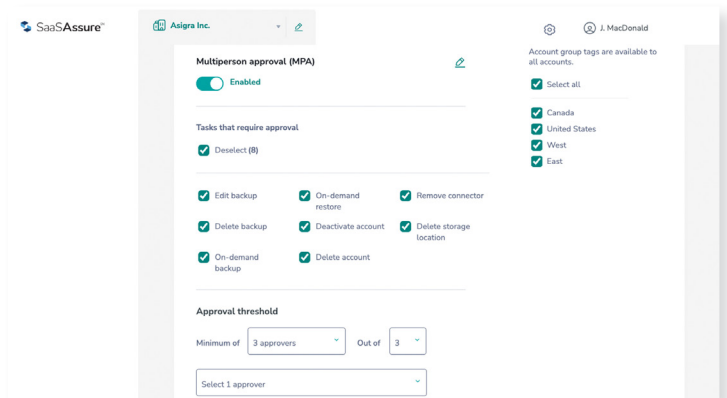 SaaSAssure™
Asigra Inc.
J. MacDonald
Multiperson approval (MPA)
Enabled
Tasks that require approval
Deselect (8)
Edit backup
On-demand
restore
Remove connector
Delete backup
Deactivate account
Delete storage
location
On-demand
backup
Delete account
Approval threshold
Minimum of
3 approvers
Out of
3
Select 1 approver
Account group tags are available to
all accounts.
Select all
Canada
United States
West
East